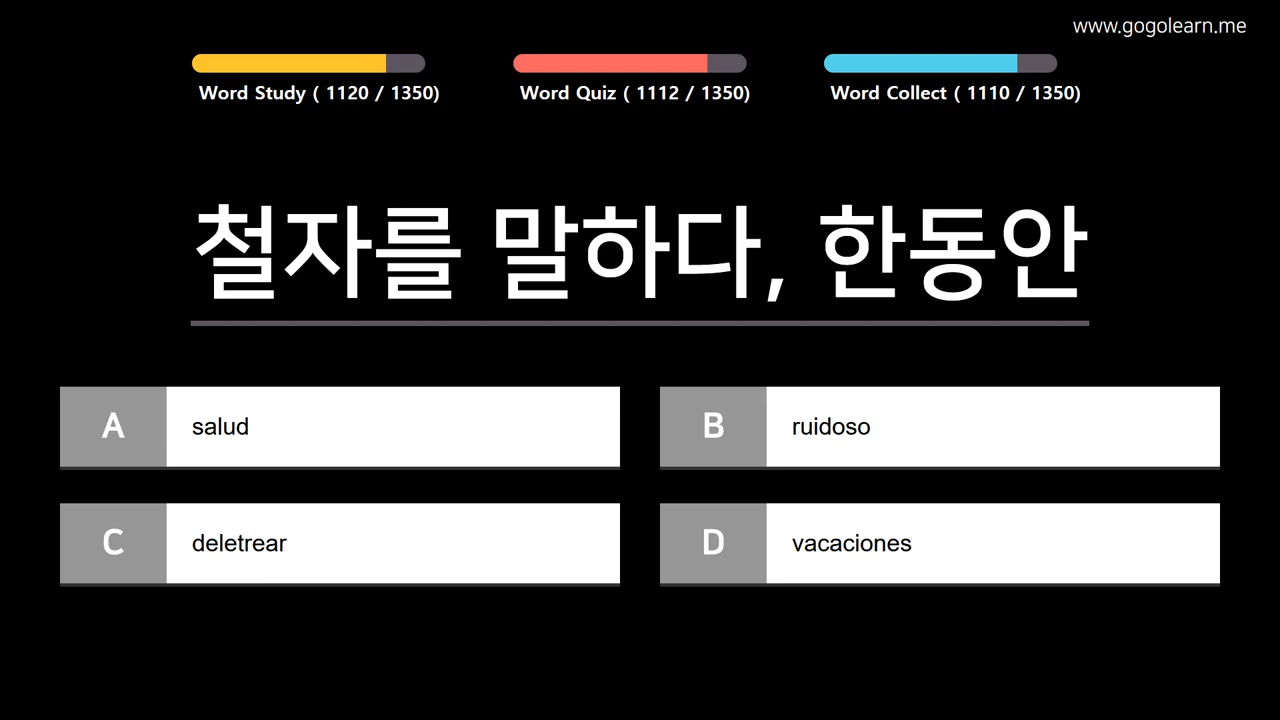 www.gogolearn.me
Word Study ( 1120 / 1350)
Word Quiz ( 1112 / 1350)
Word Collect ( 1110 / 1350)
철자를 말하다, 한동안
A salud
B ruidoso
C deletrear
D vacaciones